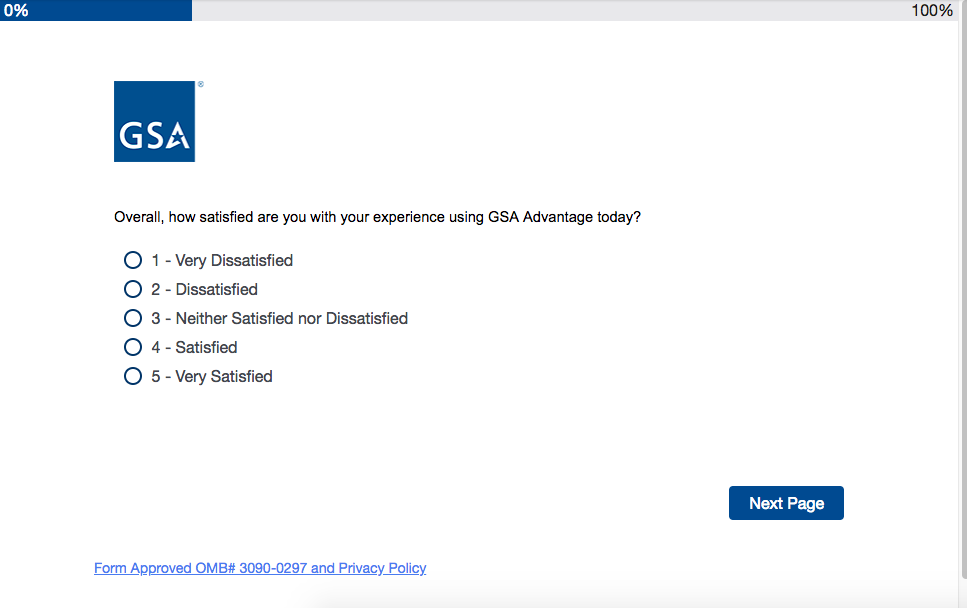 0% 100%
GSA®
Overall, how satisfied are you with your experience using GSA Advantage today?
1 - Very Dissatisfied
2 - Dissatisfied
3 - Neither Satisfied nor Dissatisfied
4 - Satisfied
5 - Very Satisfied
Next Page
Form Approved OMB# 3090-0297 and Privacy Policy